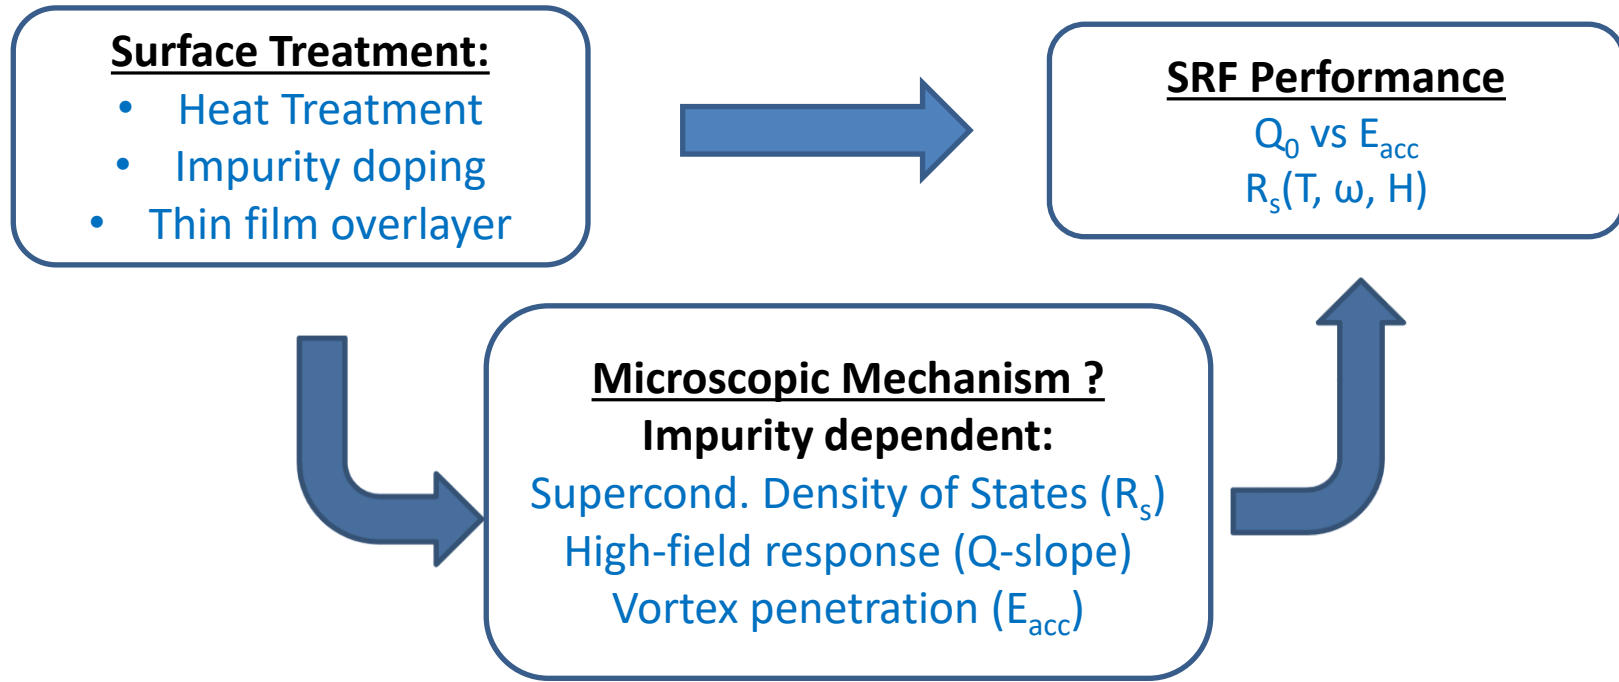 Surface Treatment:
• Heat Treatment
• Impurity doping
• Thin film overlayer
SRF Performance
Q₀ vs Eₐcc
Rₛ(T, ω, H)
Microscopic Mechanism ?
Impurity dependent:
Supercond. Density of States (Rₛ)
High-field response (Q-slope)
Vortex penetration (Eₐcc)